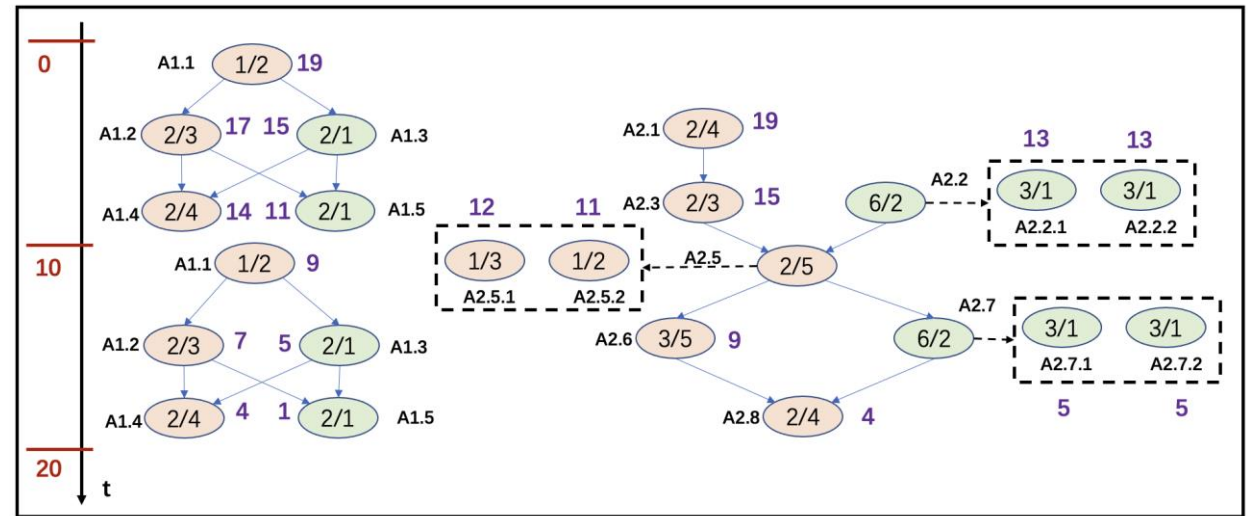 0
A1.1 1/2 19
A1.2 2/3 17 15 2/1 A1.3
A1.4 2/4 14 11 2/1 A1.5
10
A1.1 1/2 9
A1.2 2/3 7 5 2/1 A1.3
A1.4 2/4 4 1 2/1 A1.5
20
t
A2.1 2/4 19
A2.3 2/3 15
6/2 A2.2
13 13
3/1 3/1
A2.2.1 A2.2.2
12 11
1/3 1/2
A2.5.1 A2.5.2
A2.5 2/5
A2.6 3/5 9
6/2 A2.7
3/1 3/1
A2.7.1 A2.7.2
5 5
A2.8 2/4 4